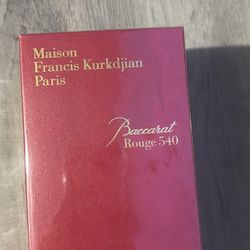 Maison
Francis Kurkdjian
Paris
Baccarat
Rouge 540